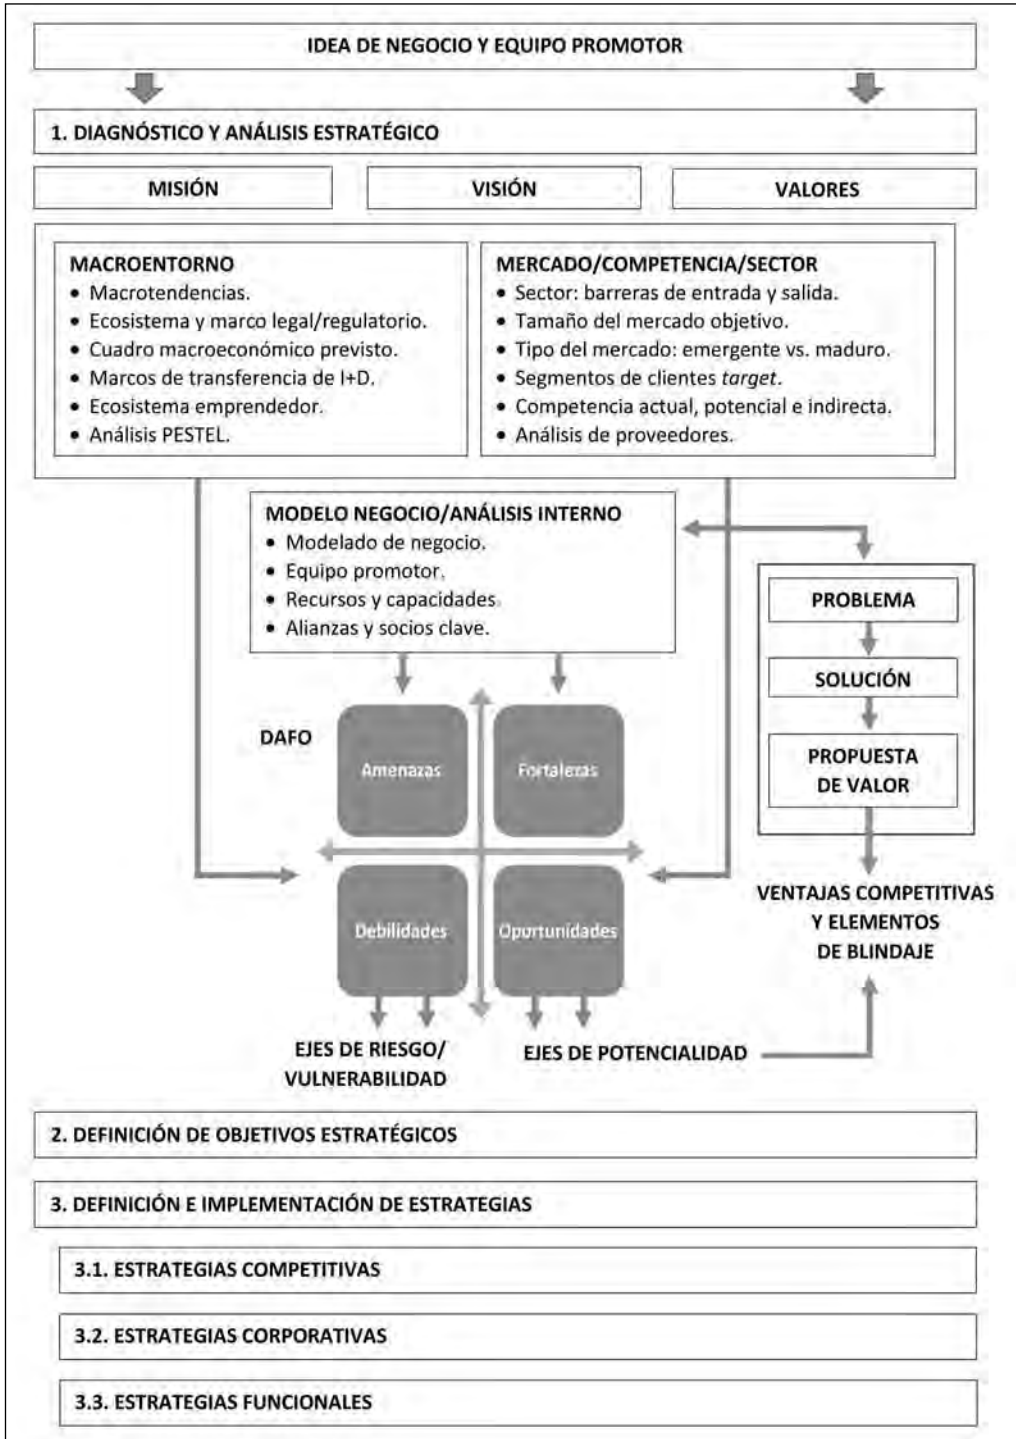 IDEA DE NEGOCIO Y EQUIPO PROMOTOR
1. DIAGNÓSTICO Y ANÁLISIS ESTRATÉGICO
MISIÓN
VISIÓN
VALORES
MACROENTORNO
• Macrotendencias.
• Ecosistema y marco legal/regulatorio.
• Cuadro macroeconómico previsto.
• Marcos de transferencia de I+D.
• Ecosistema emprendedor.
• Análisis PESTEL.
MERCADO/COMPETENCIA/SECTOR
• Sector: barreras de entrada y salida.
• Tamaño del mercado objetivo.
• Tipo del mercado: emergente vs. maduro.
• Segmentos de clientes target.
• Competencia actual, potencial e indirecta.
• Análisis de proveedores.
MODELO NEGOCIO/ANÁLISIS INTERNO
• Modelado de negocio.
• Equipo promotor.
• Recursos y capacidades.
• Alianzas y socios clave.
PROBLEMA
SOLUCIÓN
PROPUESTA
DE VALOR
DAFO
Amenazas
Fortalezas
Debilidades
Oportunidades
VENTAJAS COMPETITIVAS
Y ELEMENTOS
DE BLINDAJE
EJES DE RIESGO/
VULNERABILIDAD
EJES DE POTENCIALIDAD
2. DEFINICIÓN DE OBJETIVOS ESTRATÉGICOS
3. DEFINICIÓN E IMPLEMENTACIÓN DE ESTRATEGIAS
3.1. ESTRATEGIAS COMPETITIVAS
3.2. ESTRATEGIAS CORPORATIVAS
3.3. ESTRATEGIAS FUNCIONALES